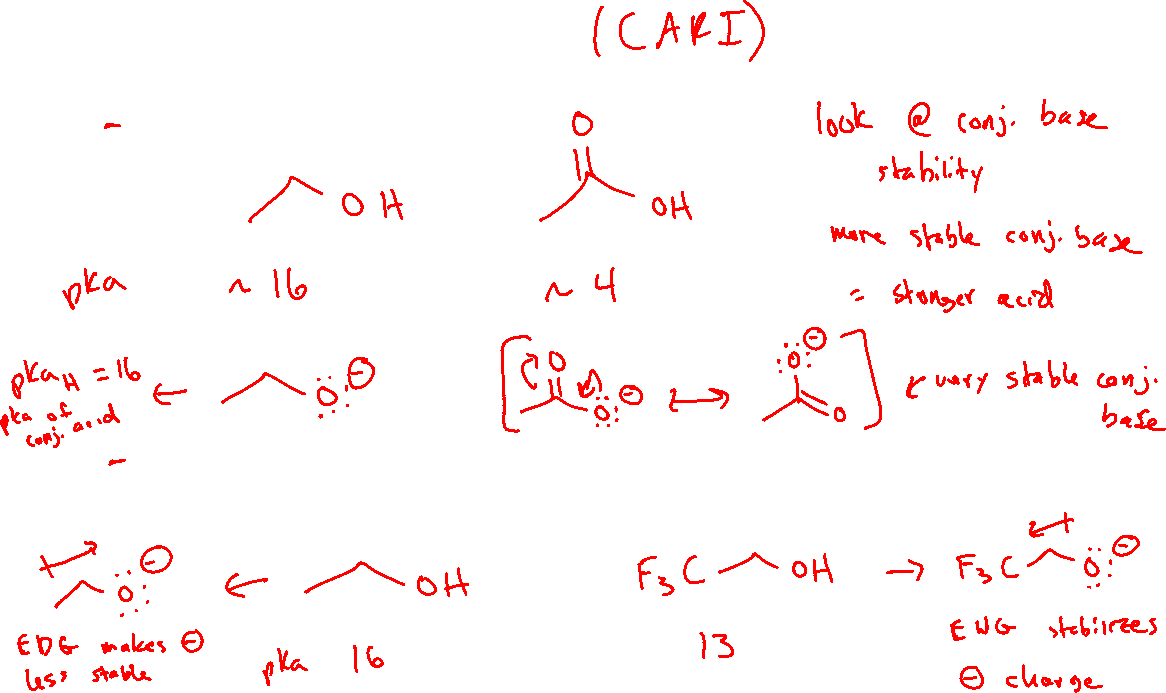 (CARI)
look @ conj. base
stability
more stable conj. base
= stonger acid
OH
O
OH
pka ~16 ~4
pkaH = 16
pka of
conj. acid
O ⊖
O
O ⊖
O ⊖
O
very stable conj.
base
O ⊖
OH
F3C OH
F3C O ⊖
EDG makes ⊖
less stable
pka 16
13
EWG stabilizes
⊖ charge